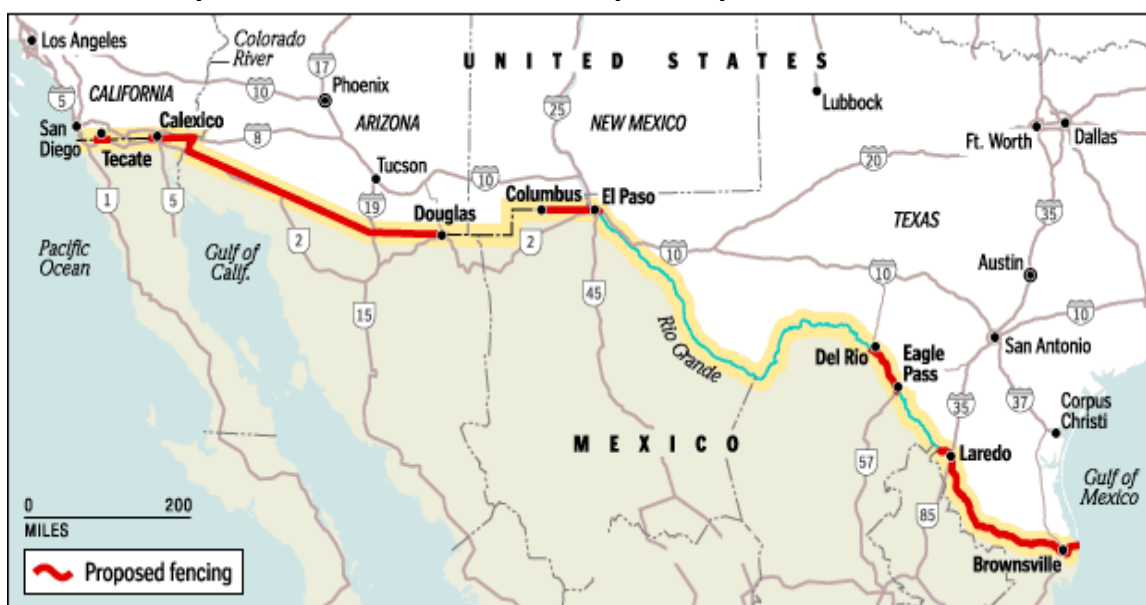 Los Angeles
Colorado
River
17
UNITED STATES
10
Phoenix
5
CALIFORNIA
25
Lubbock
San
Diego
Calexico
8
ARIZONA
NEW MEXICO
Ft. Worth
Dallas
Tecate
Tucson
20
10
Columbus
El Paso
1
5
19
Douglas
TEXAS
35
2
2
Pacific
Ocean
Gulf of
Calif.
10
10
Austin
15
45
Rio Grande
10
Del Rio
Eagle
Pass
San Antonio
35
37
Corpus
Christi
MEXICO
57
Laredo
Gulf of
Mexico
0 200
MILES
85
Proposed fencing
Brownsville